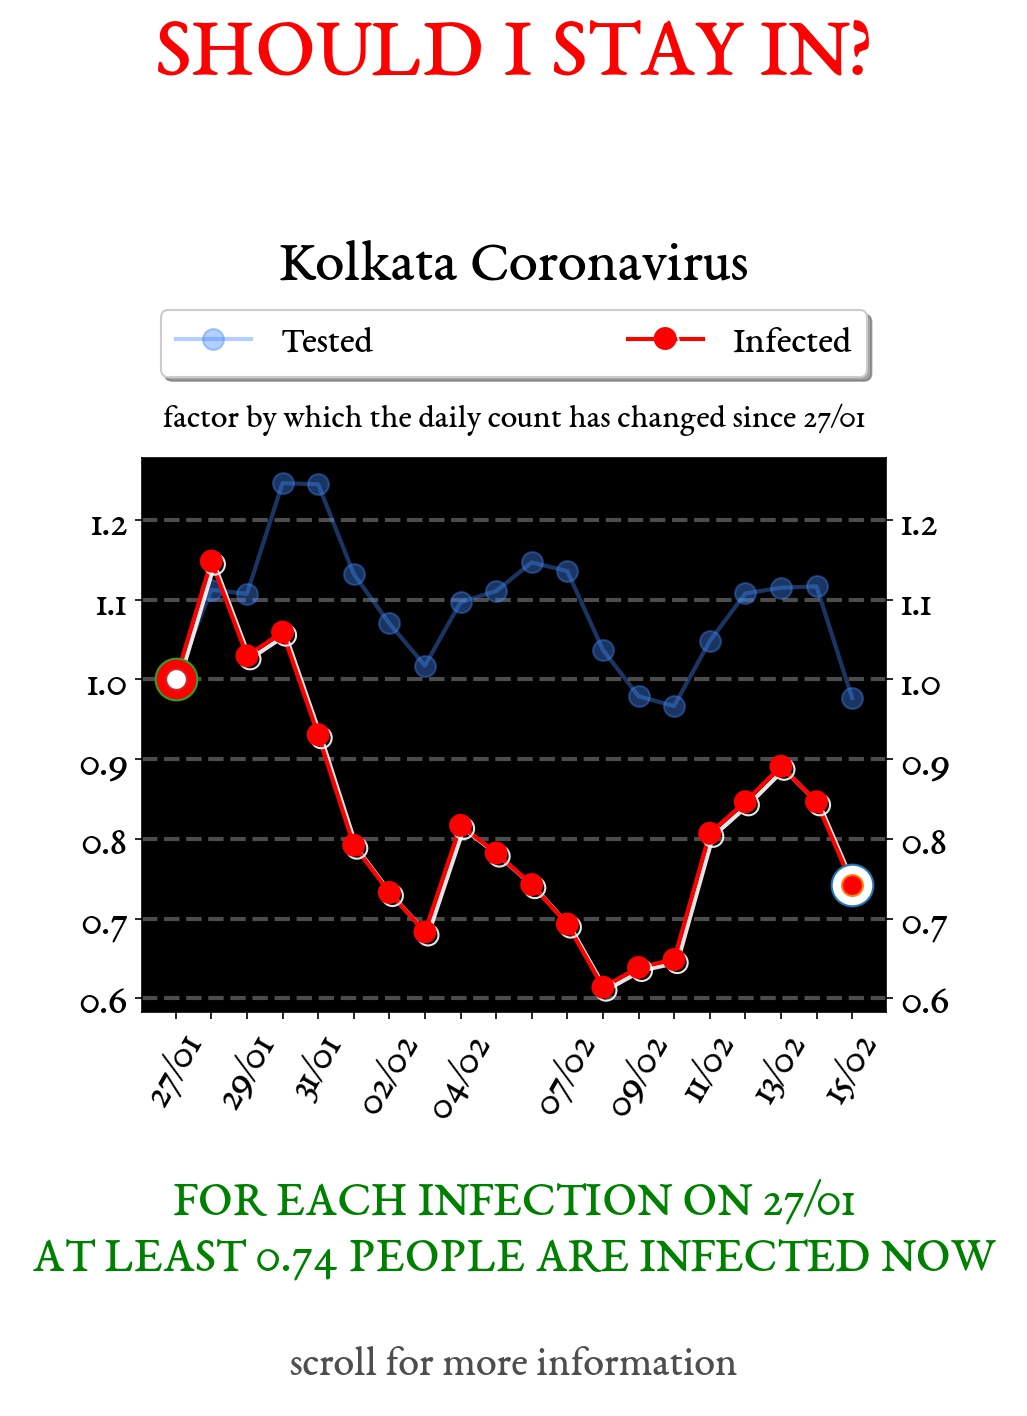 SHOULD I STAY IN?
Kolkata Coronavirus
Tested Infected
factor by which the daily count has changed since 27/01
1.2 1.2
1.1 1.1
1.0 1.0
0.9 0.9
0.8 0.8
0.7 0.7
0.6 0.6
27/01 29/01 31/01 02/02 04/02 07/02 09/02 11/02 13/02 15/02
FOR EACH INFECTION ON 27/01
AT LEAST 0.74 PEOPLE ARE INFECTED NOW
scroll for more information